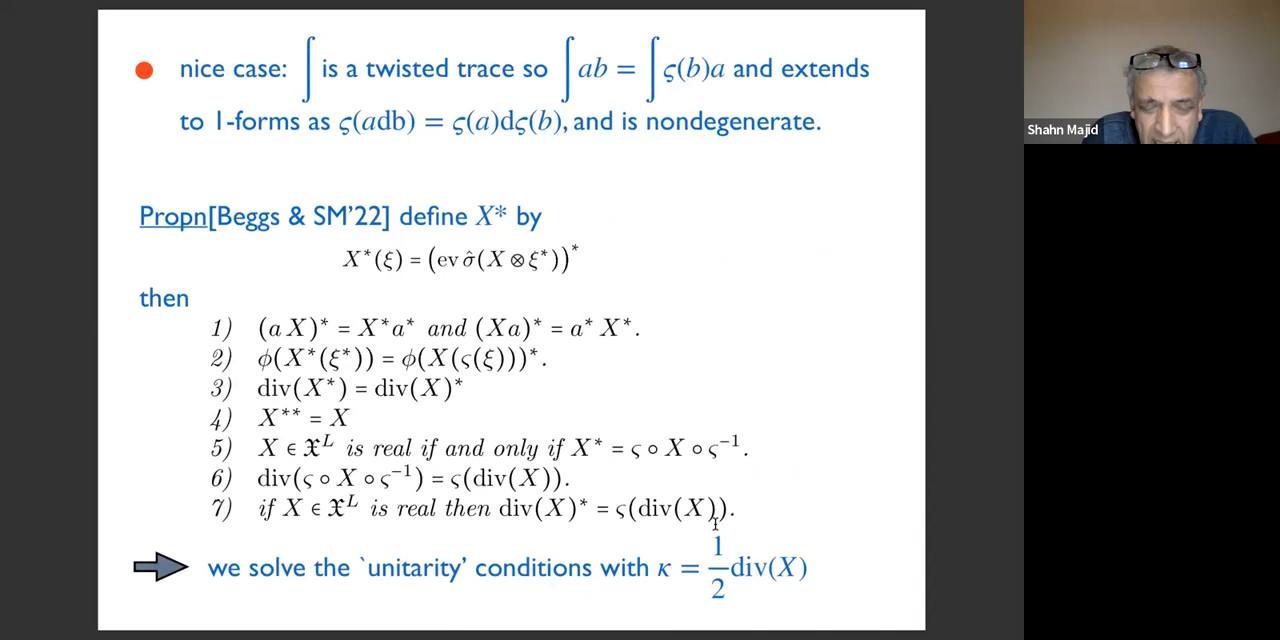 nice case: ∫ is a twisted trace so ∫ab = ∫ς(b)a and extends
to 1-forms as ς(adb) = ς(a)dς(b), and is nondegenerate.
Shahn Majid
Propn[Beggs & SM'22] define X* by
X*(ξ) = (ev σ̂(X ⊗ ξ*))*
then
1) (aX)* = X*a* and (Xa)* = a*X*.
2) ϕ(X*(ξ*)) = ϕ(X(ς(ξ)))*.
3) div(X*) = div(X)*
4) X** = X
5) X ∈ 𝔛ᴸ is real if and only if X* = ς ∘ X ∘ ς⁻¹.
6) div(ς ∘ X ∘ ς⁻¹) = ς(div(X)).
7) if X ∈ 𝔛ᴸ is real then div(X)* = ς(div(X)).
we solve the `unitarity' conditions with κ = 1/2 div(X)